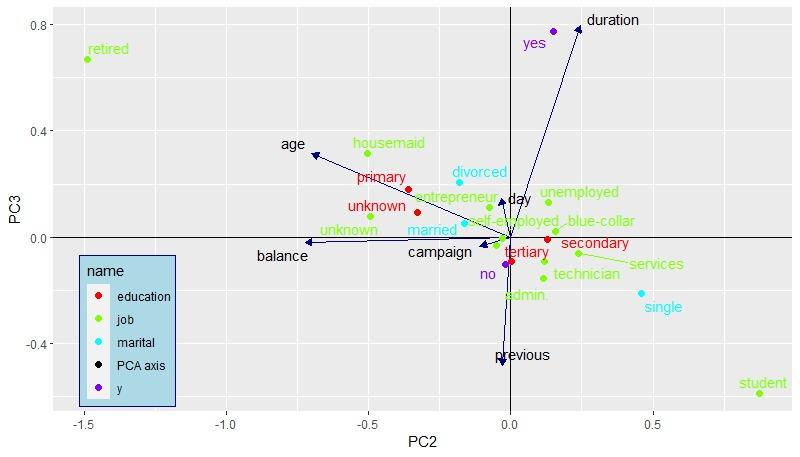 duration
0.8
yes
retired
0.4
age
housemaid
divorced
primary
entrepreneur
day
unemployed
unknown
unknown
married
self-employed
blue-collar
0.0
PC3
balance
campaign
secondary
tertiary
services
no
technician
admin.
single
name
education
job
marital
PCA axis
y
-0.4
previous
student
-1.5
-1.0
-0.5
0.0
0.5
PC2